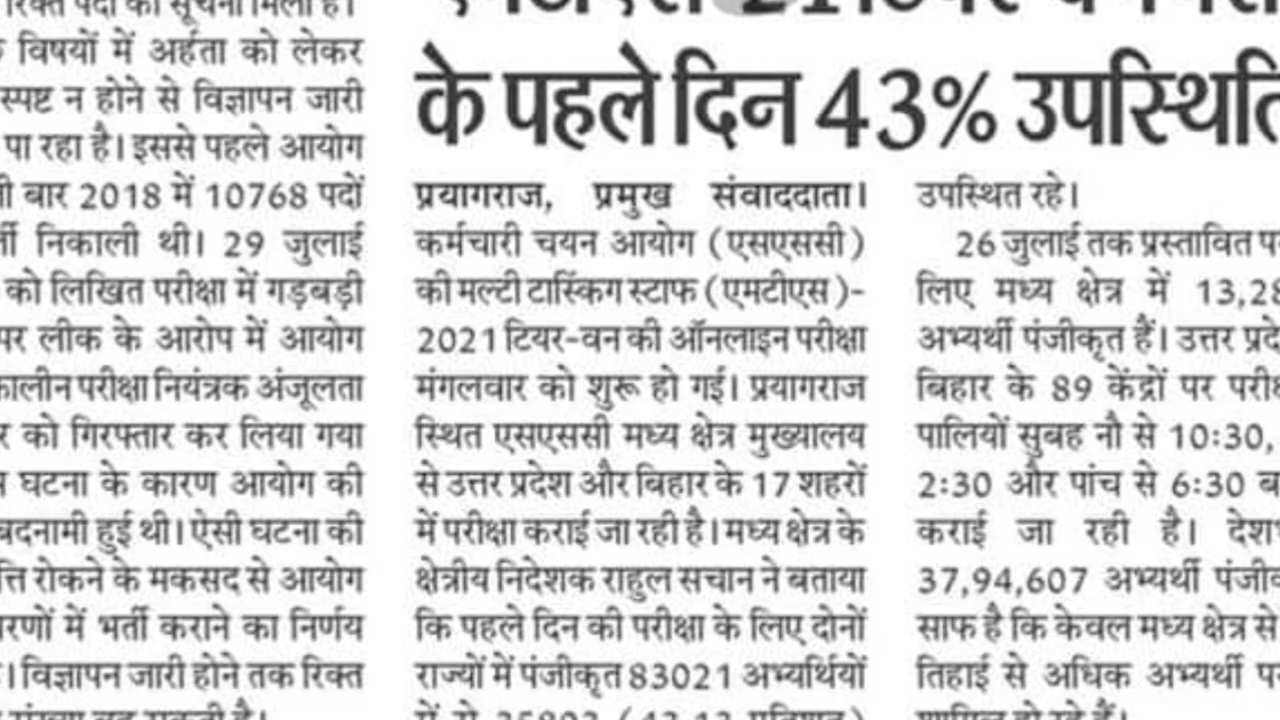 विषयों में अर्हता को लेकर
स्पष्ट न होने से विज्ञापन जारी
पा रहा है। इससे पहले आयोग
बार 2018 में 10768 पदों
निकाली थी। 29 जुलाई
को लिखित परीक्षा में गड़बड़ी
लीक के आरोप में आयोग
परीक्षा नियंत्रक अंजूलता
को गिरफ्तार कर लिया गया
घटना के कारण आयोग की
बदनामी हुई थी। ऐसी घटना की
रोकने के मकसद से आयोग
में भर्ती कराने का निर्णय
। विज्ञापन जारी होने तक रिक्त
के पहले दिन 43% उपस्थिति
प्रयागराज, प्रमुख संवाददाता।
कर्मचारी चयन आयोग (एसएससी)
की मल्टी टास्किंग स्टाफ (एमटीएस)-
2021 टियर-वन की ऑनलाइन परीक्षा
मंगलवार को शुरू हो गई। प्रयागराज
स्थित एसएससी मध्य क्षेत्र मुख्यालय
से उत्तर प्रदेश और बिहार के 17 शहरों
में परीक्षा कराई जा रही है। मध्य क्षेत्र के
क्षेत्रीय निदेशक राहुल सचान ने बताया
कि पहले दिन की परीक्षा के लिए दोनों
राज्यों में पंजीकृत 83021 अभ्यर्थियों
उपस्थित रहे।
26 जुलाई तक प्रस्तावित
लिए मध्य क्षेत्र में 13,28
अभ्यर्थी पंजीकृत हैं। उत्तर
बिहार के 89 केंद्रों पर
पालियों सुबह नौ से 10:30,
2:30 और पांच से 6:30
कराई जा रही है।
37,94,607 अभ्यर्थी
साफ है कि केवल मध्य क्षेत्र से
तिहाई से अधिक अभ्यर्थी